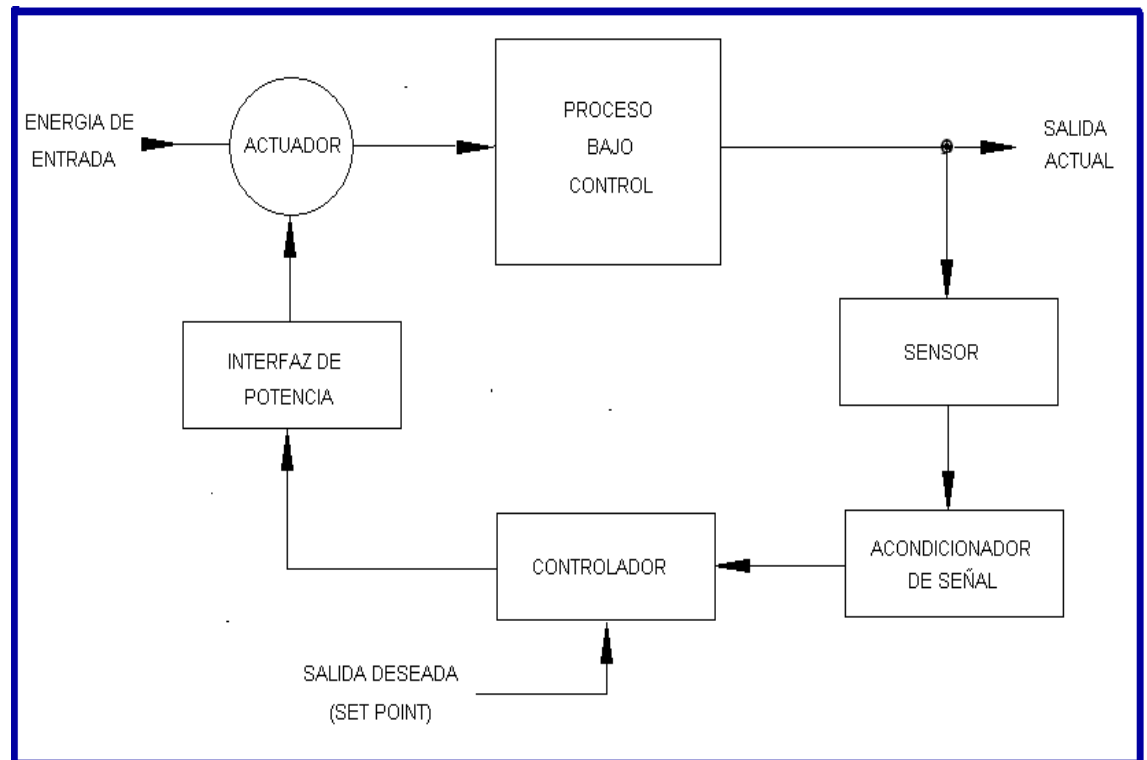 ENERGIA DE
ENTRADA
ACTUADOR
PROCESO
BAJO
CONTROL
SALIDA
ACTUAL
INTERFAZ DE
POTENCIA
SENSOR
CONTROLADOR
ACONDICIONADOR
DE SEÑAL
SALIDA DESEADA
(SET POINT)